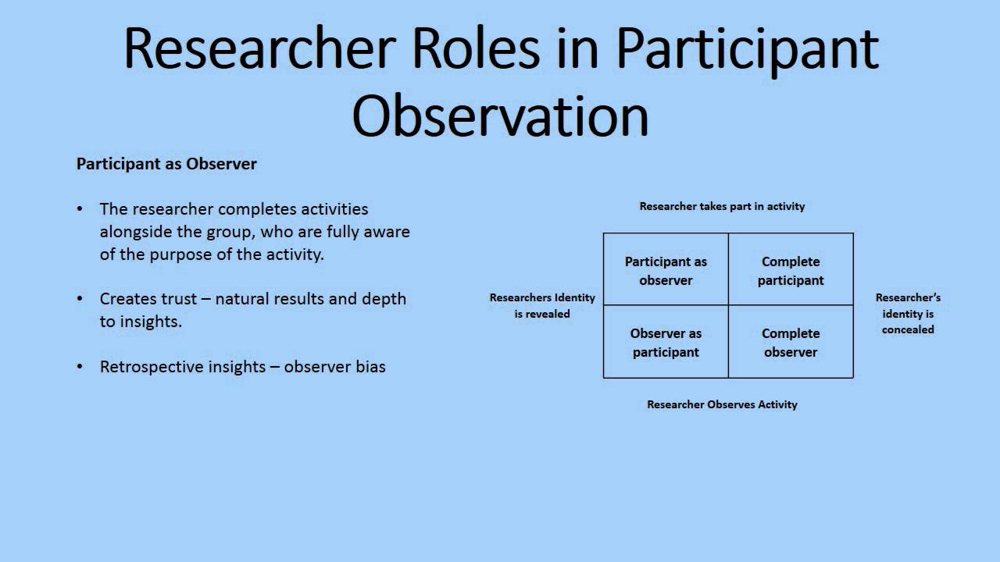 Researcher Roles in Participant
Observation
Participant as Observer
• The researcher completes activities
alongside the group, who are fully aware
of the purpose of the activity.
• Creates trust – natural results and depth
to insights.
• Retrospective insights – observer bias
Researcher takes part in activity
Researchers Identity
is revealed
Participant as
observer
Complete
participant
Observer as
participant
Complete
observer
Researcher's
identity is
concealed
Researcher Observes Activity